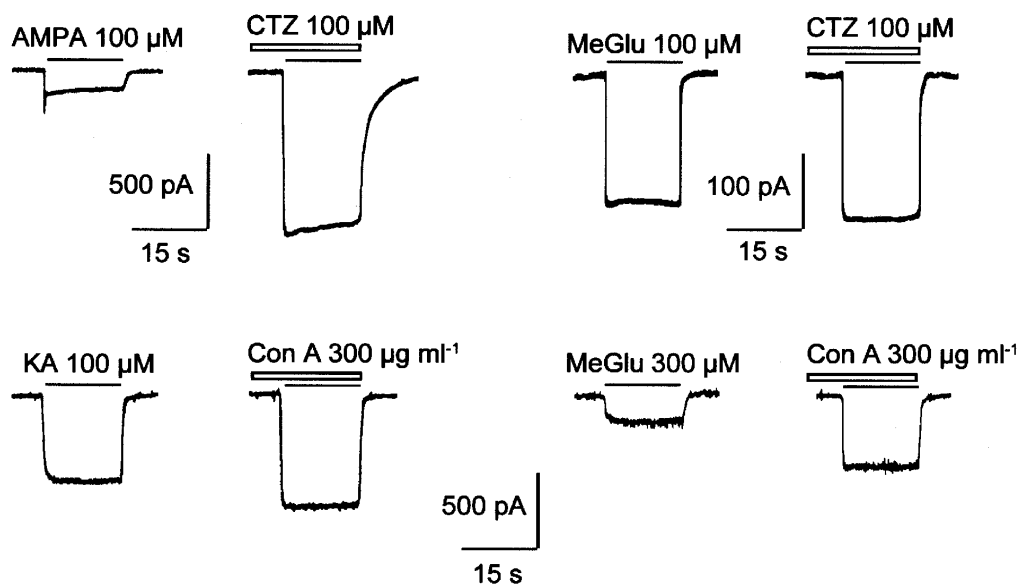 AMPA 100 µM
CTZ 100 µM
500 pA
15 s
MeGlu 100 µM
CTZ 100 µM
100 pA
15 s
KA 100 µM
Con A 300 µg ml⁻¹
MeGlu 300 µM
Con A 300 µg ml⁻¹
500 pA
15 s